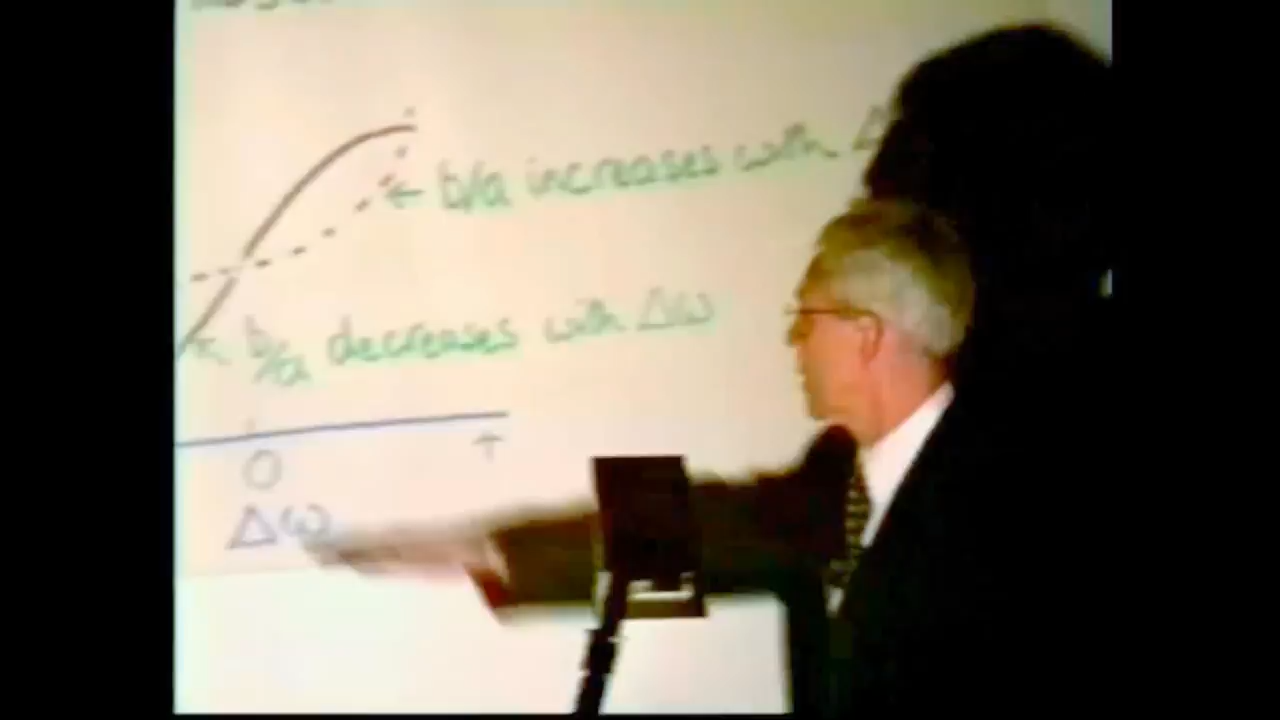 ← b/a increases with Δ
← b/a decreases with Δω
0 +
Δω